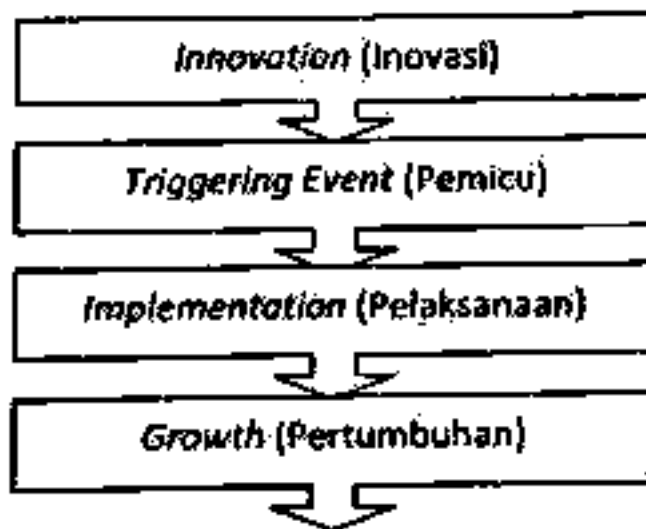 Innovation (Inovasi)
Triggering Event (Pemicu)
Implementation (Pelaksanaan)
Growth (Pertumbuhan)